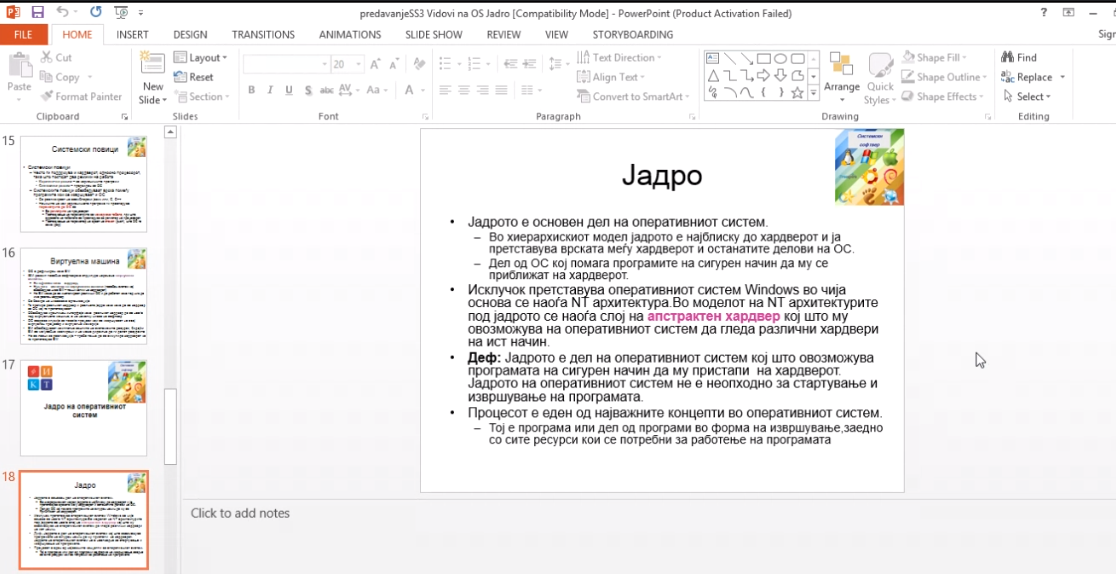 predavanjeSS3 Vidovi na OS Jadro [Compatibility Mode] - PowerPoint (Product Activation Failed)
FILE HOME INSERT DESIGN TRANSITIONS ANIMATIONS SLIDE SHOW REVIEW VIEW STORYBOARDING
Paste
Cut
Copy
Format Painter
Clipboard
New
Slide
Layout
Reset
Section
Slides
20
B I U S abc AV Aa A
Font
Text Direction
Align Text
Convert to SmartArt
Paragraph
Arrange
Quick
Styles
Shape Fill
Shape Outline
Shape Effects
Drawing
Find
Replace
Select
Editing
15
Системски повици
16
Виртуелна машина
17
Јадро на оперативниот
систем
18
Јадро
Системски
софтвер
Јадро
• Јадрото е основен дел на оперативниот систем.
– Во хиерархискиот модел јадрото е најблиску до хардверот и ја
претставува врската меѓу хардверот и останатите делови на ОС.
– Дел од ОС кој помага програмите на сигурен начин да му се
приближат на хардверот.
• Исклучок претставува оперативниот систем Windows во чија
основа се наоѓа NT архитектура.Во моделот на NT архитектурите
под јадрото се наоѓа слој на апстрактен хардвер кој што му
овозможува на оперативниот систем да гледа различни хардвери
на ист начин.
• Деф: Јадрото е дел на оперативниот систем кој што овозможува
програмата на сигурен начин да му пристапи на хардверот.
Јадрото на оперативниот систем не е неопходно за стартување и
извршување на програмата.
• Процесот е еден од најважните концепти во оперативниот систем.
– Тој е програма или дел од програми во форма на извршување,заедно
со сите ресурси кои се потребни за работење на програмата
Click to add notes